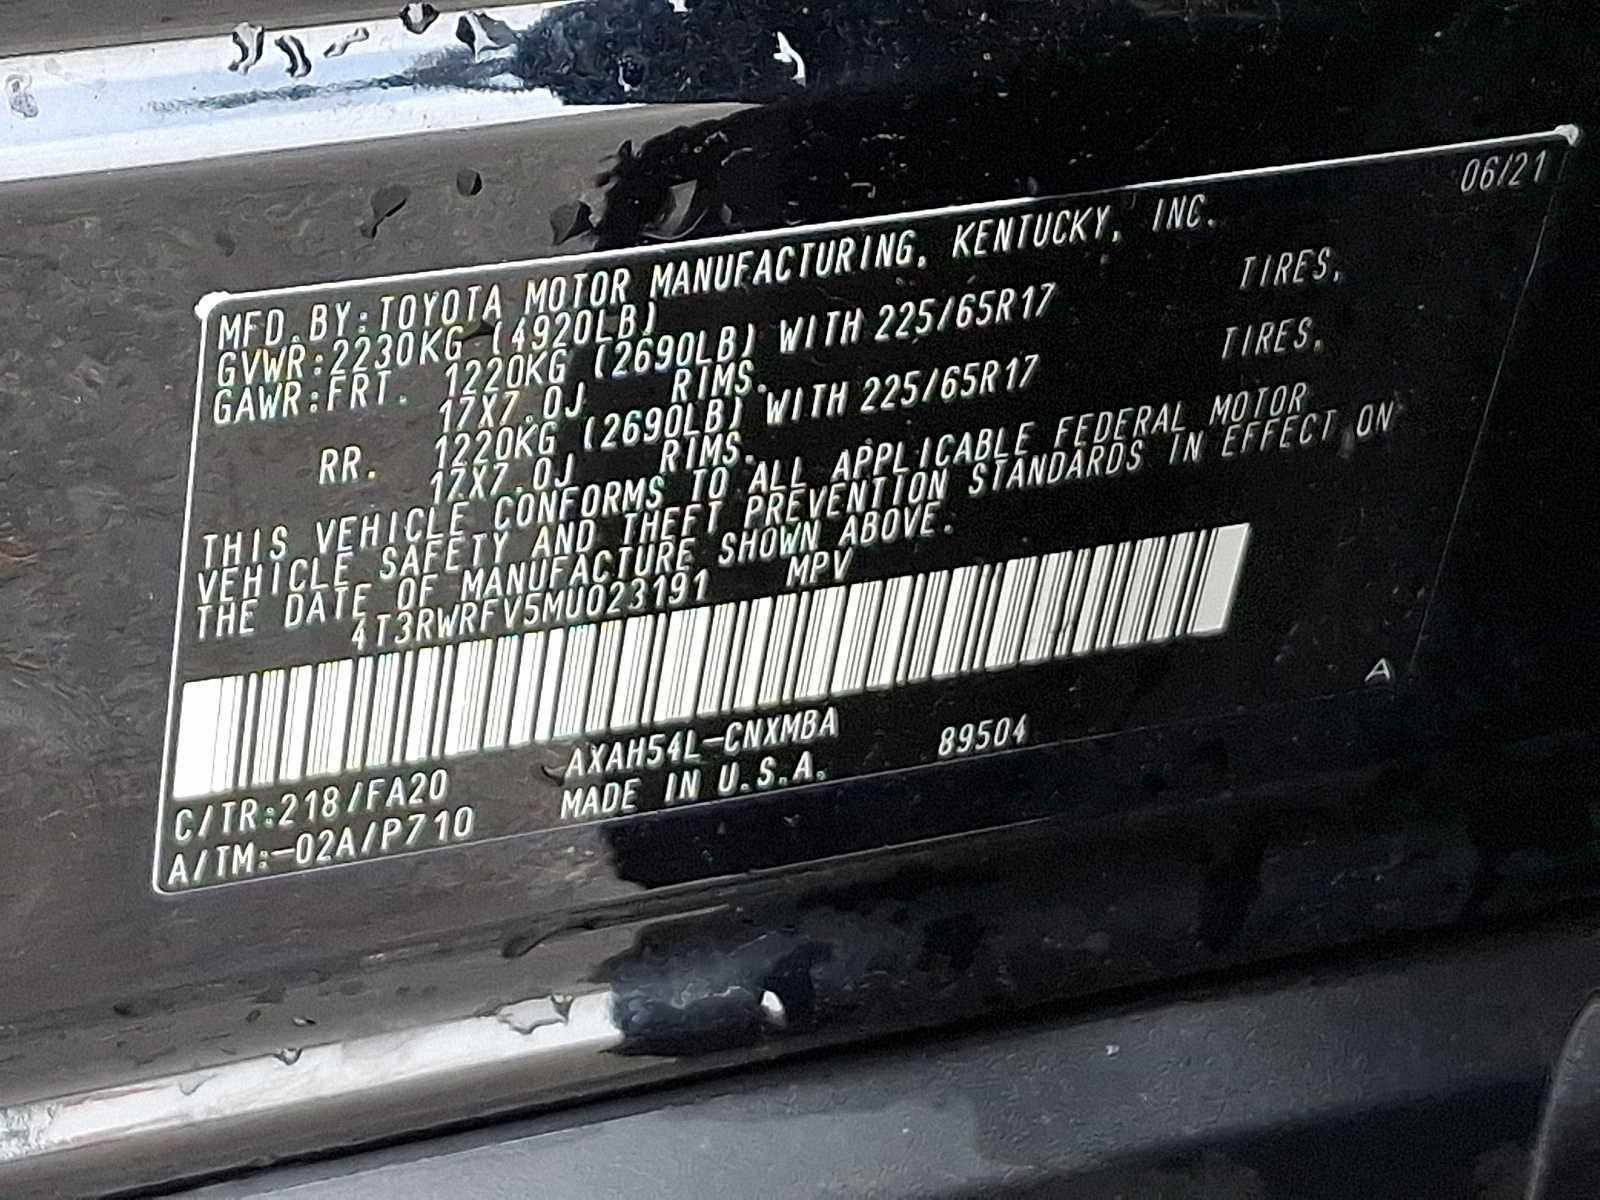 06/21
MFD.BY:TOYOTA MOTOR MANUFACTURING, KENTUCKY, INC.
GVWR:2230KG (4920LB)
GAWR:FRT. 1220KG (2690LB) WITH 225/65R17 TIRES,
17X7.0J RIMS.
RR. 1220KG (2690LB) WITH 225/65R17 TIRES,
17X7.0J RIMS.
THIS VEHICLE CONFORMS TO ALL APPLICABLE FEDERAL MOTOR
VEHICLE SAFETY AND THEFT PREVENTION STANDARDS IN EFFECT ON
THE DATE OF MANUFACTURE SHOWN ABOVE.
4T3RWRFV5MU023191 MPV
A
C/TR:218/FA20 AXAH54L-CNXMBA 89504
A/TM:-02A/P710 MADE IN U.S.A.